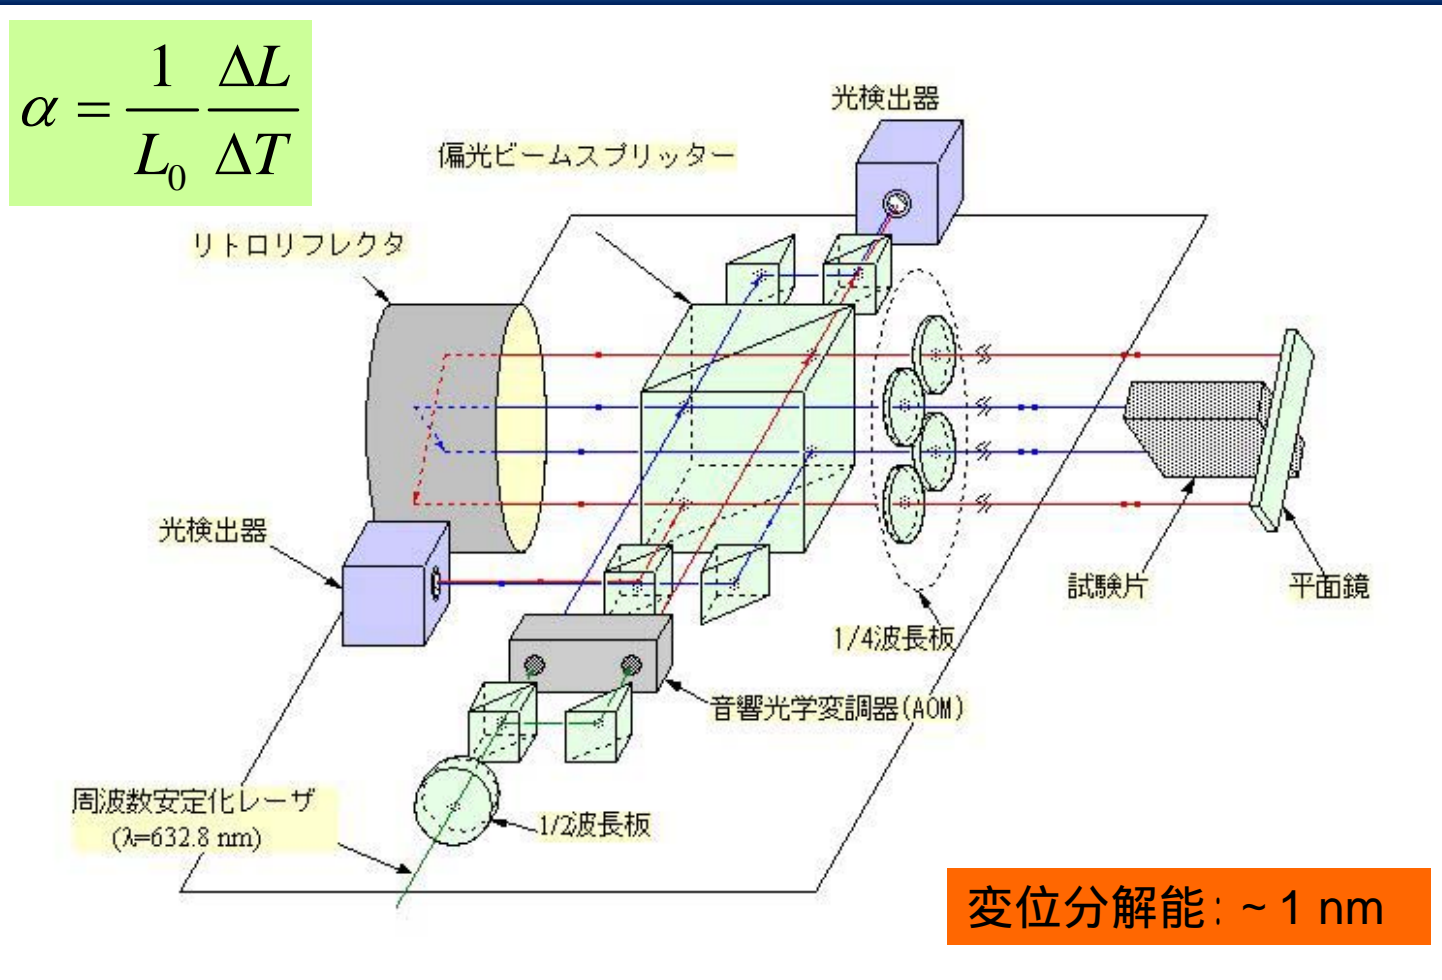 α = 1/L₀ ΔL/ΔT
光検出器
偏光ビームスプリッター
リトロリフレクタ
光検出器
試験片
平面鏡
1/4波長板
音響光学変調器(AOM)
周波数安定化レーザ
(λ=632.8 nm)
1/2波長板
変位分解能: ~ 1 nm